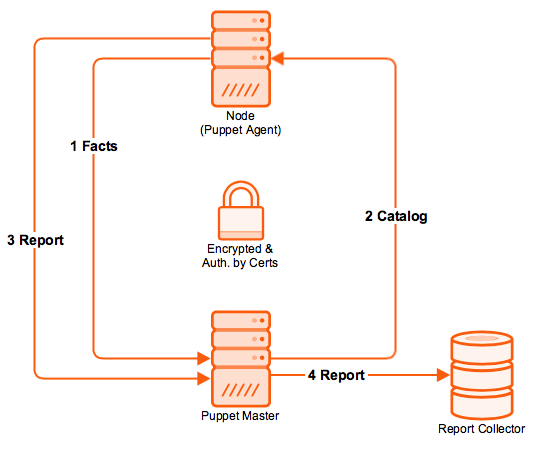 Node
(Puppet Agent)
1 Facts
2 Catalog
3 Report
Encrypted &
Auth. by Certs
4 Report
Puppet Master
Report Collector